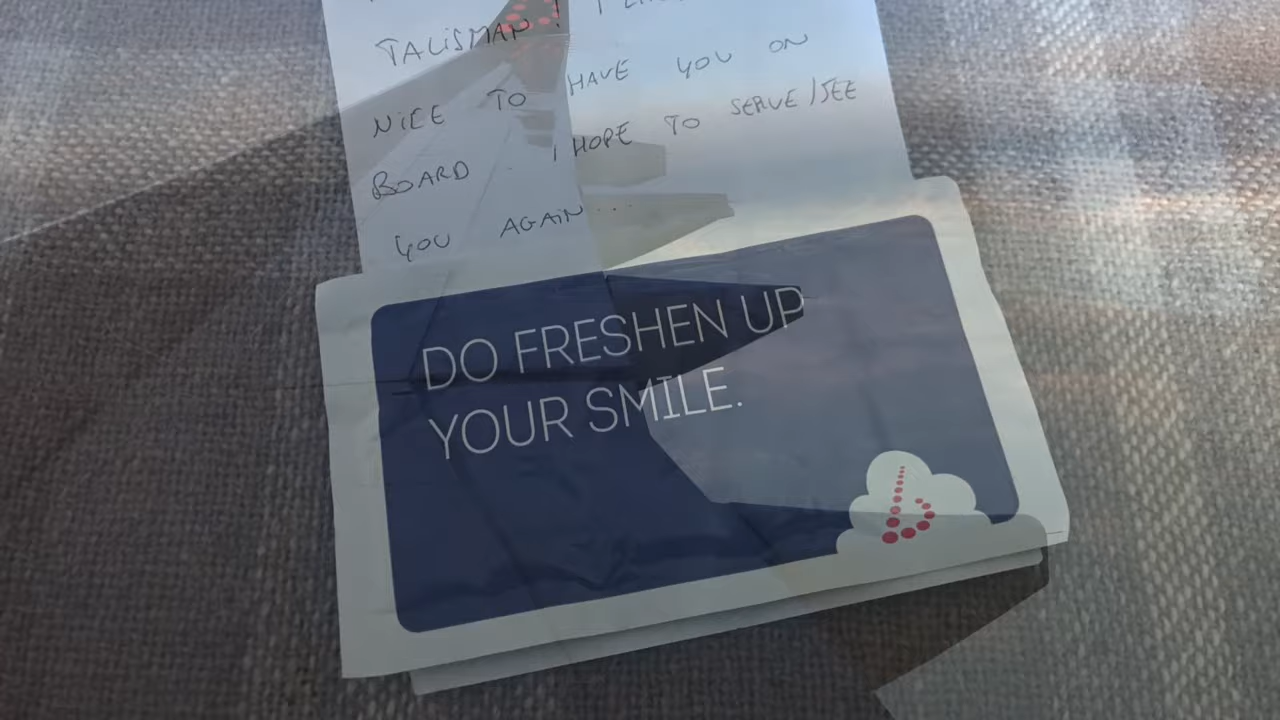 TALISMAN!
NICE TO HAVE YOU ON
BOARD. I HOPE TO SERVE/SEE
YOU AGAIN...
DO FRESHEN UP
YOUR SMILE.
b